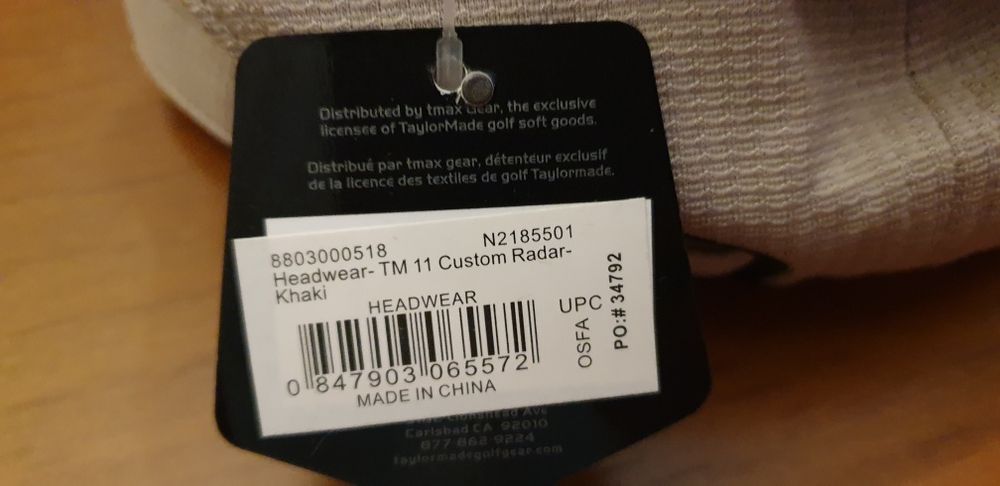 Distributed by tmax Gear, the exclusive
licensee of TaylorMade golf soft goods.
Distribué par tmax gear, détenteur exclusif
de la licence des textiles de golf Taylormade.
8803000518 N2185501
Headwear- TM 11 Custom Radar-
Khaki
HEADWEAR
UPC
OSFA
PO:# 34792
0 847903 065572
MADE IN CHINA
Ave
Carlsbad CA 92010
877 862 9224
taylormadegolfgear.com